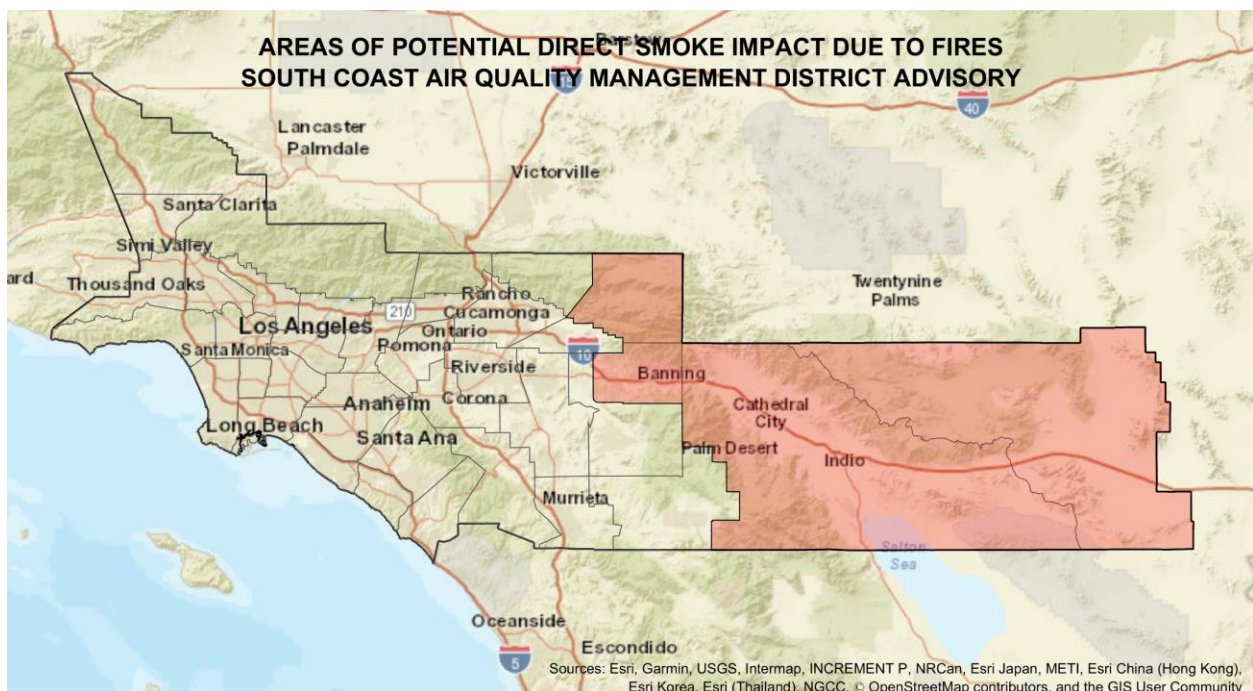 AREAS OF POTENTIAL DIRECT SMOKE IMPACT DUE TO FIRES
Barstow
SOUTH COAST AIR QUALITY MANAGEMENT DISTRICT ADVISORY
15
40
Lancaster
Palmdale
Victorville
Santa Clarita
Simi Valley
ard
Thousand Oaks
Twentynine
Palms
Rancho
Cucamonga
210
Los Angeles
Ontario
Pomona
Santa Monica
10
Riverside
Banning
Corona
Anaheim
Cathedral
City
Long Beach
Santa Ana
Palm Desert
Indio
Murrieta
Salton
Sea
Oceanside
Escondido
5
Sources: Esri, Garmin, USGS, Intermap, INCREMENT P, NRCan, Esri Japan, METI, Esri China (Hong Kong),
Esri Korea, Esri (Thailand), NGCC, © OpenStreetMap contributors, and the GIS User Community